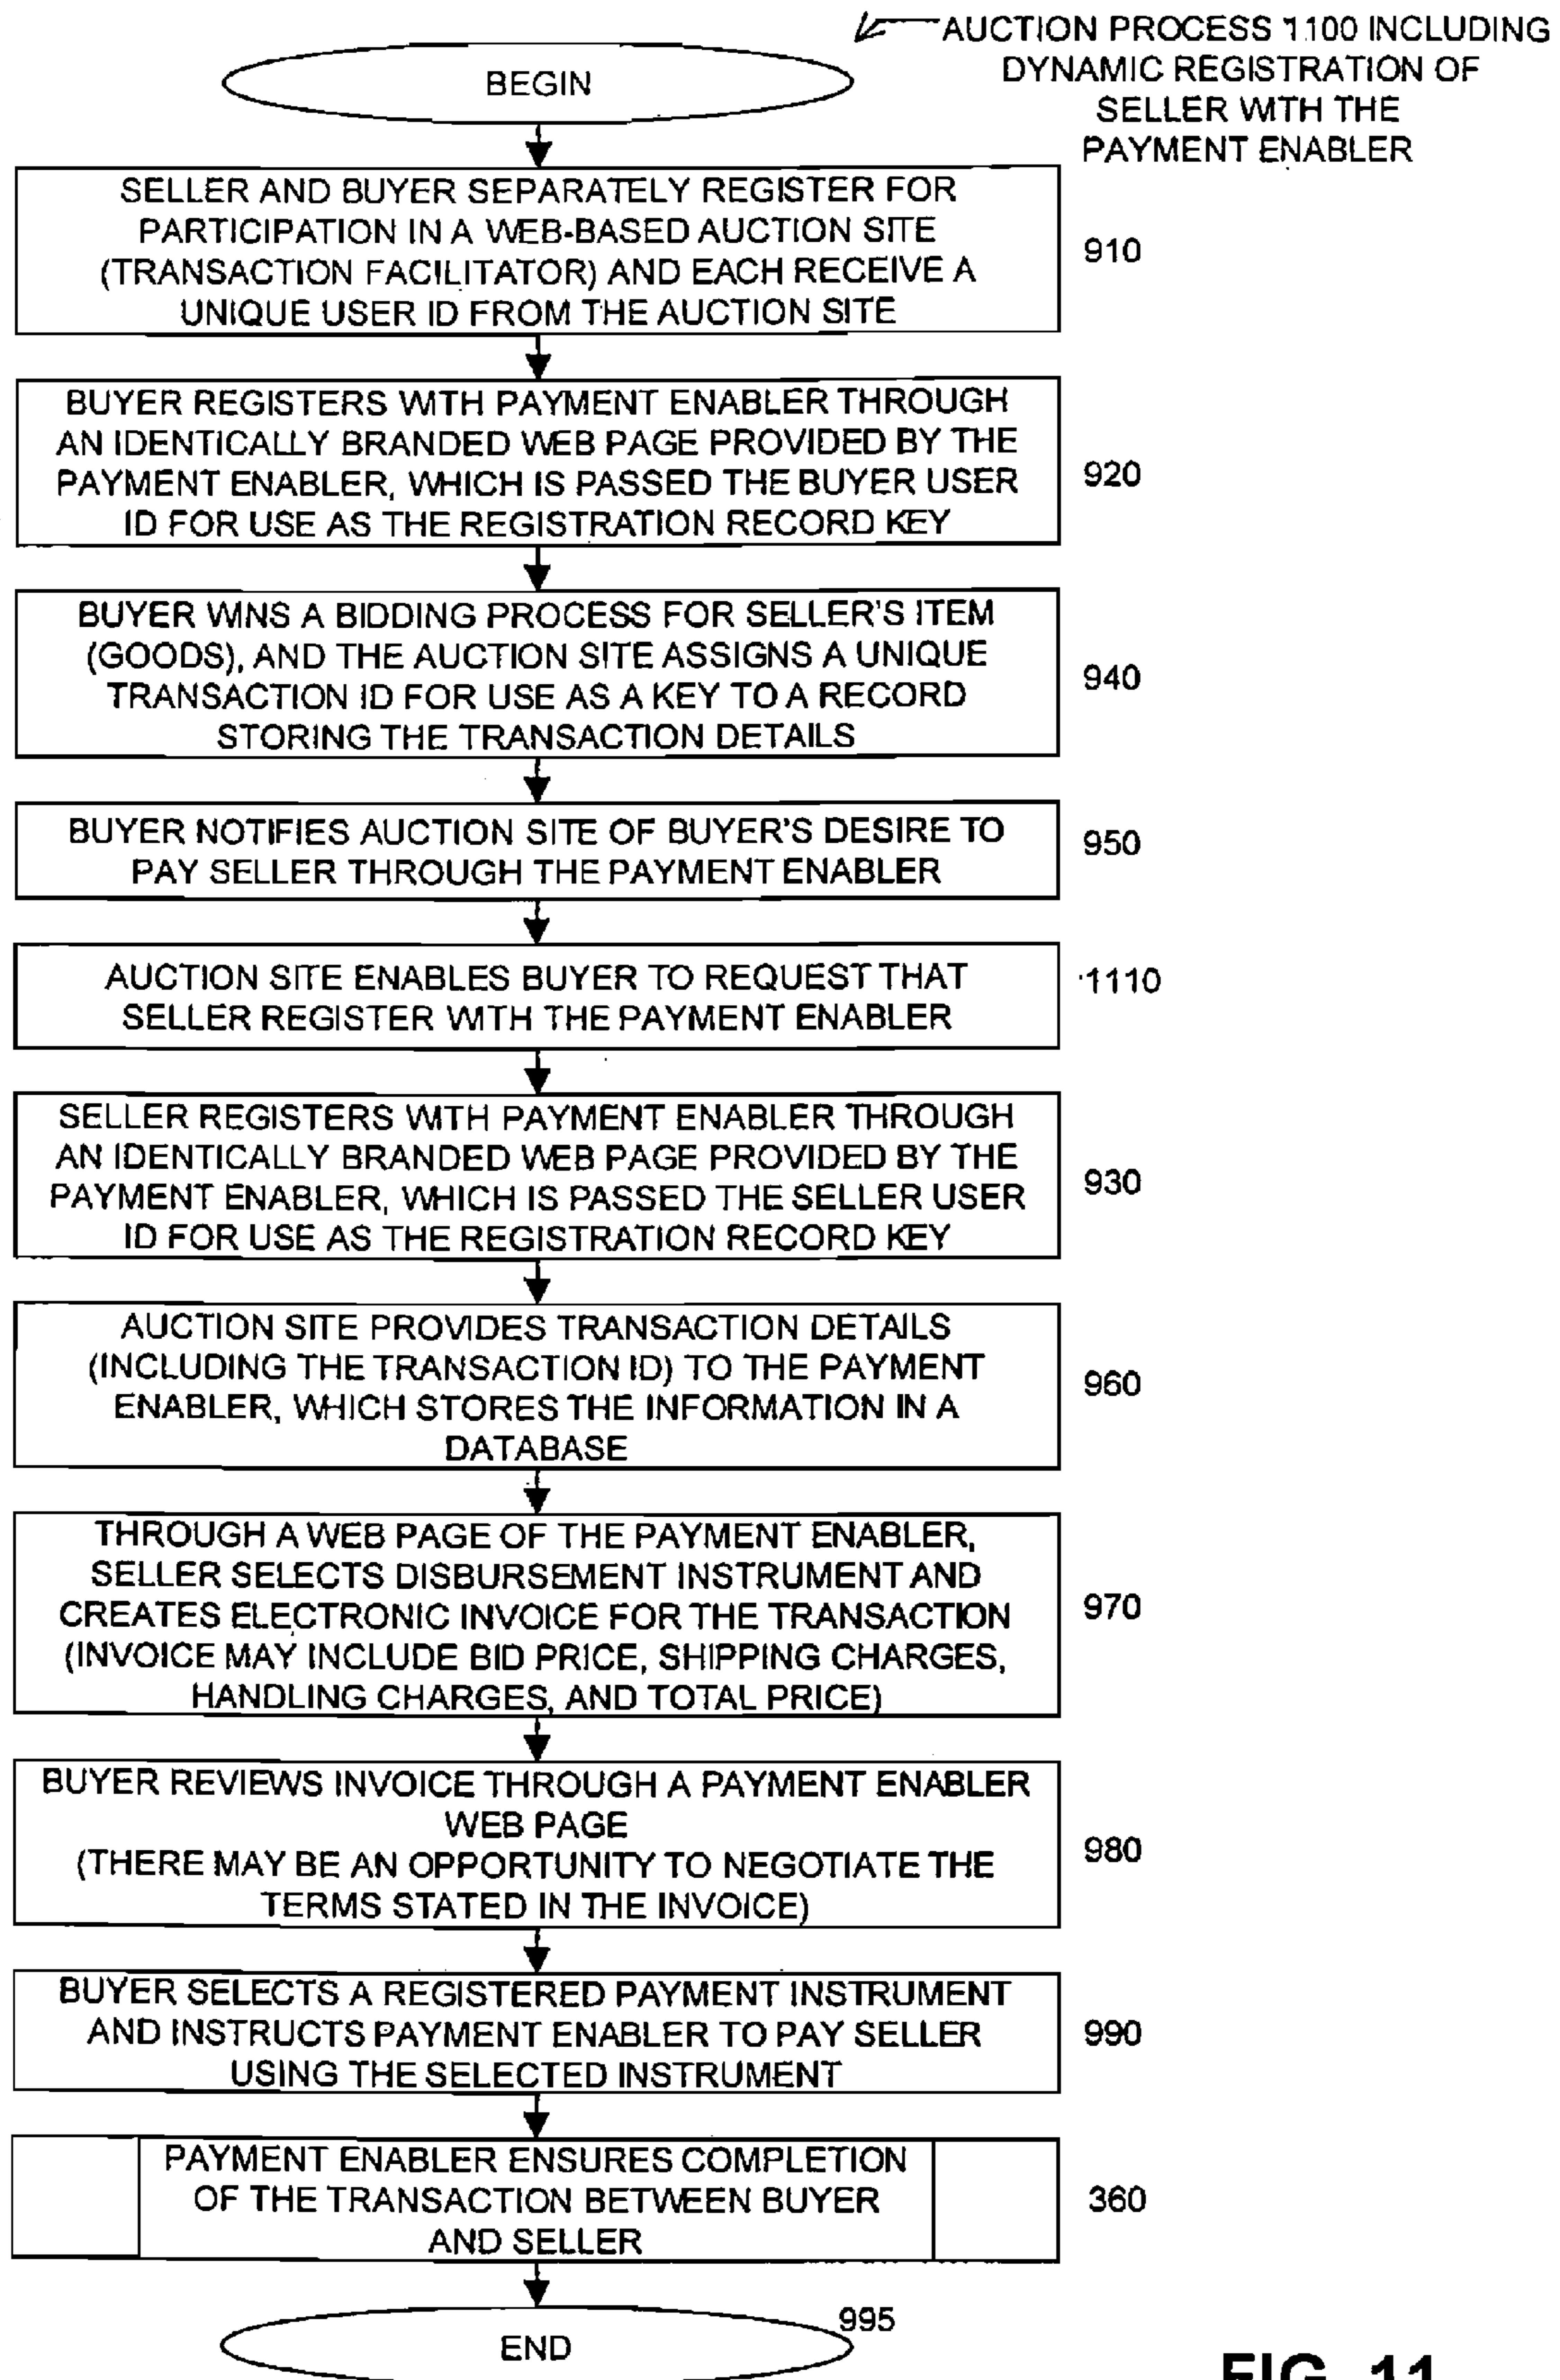 AUCTION PROCESS 1100 INCLUDING
DYNAMIC REGISTRATION OF
SELLER WITH THE
PAYMENT ENABLER
BEGIN
SELLER AND BUYER SEPARATELY REGISTER FOR
PARTICIPATION IN A WEB-BASED AUCTION SITE
(TRANSACTION FACILITATOR) AND EACH RECEIVE A
UNIQUE USER ID FROM THE AUCTION SITE
910
BUYER REGISTERS WITH PAYMENT ENABLER THROUGH
AN IDENTICALLY BRANDED WEB PAGE PROVIDED BY THE
PAYMENT ENABLER, WHICH IS PASSED THE BUYER USER
ID FOR USE AS THE REGISTRATION RECORD KEY
920
BUYER WINS A BIDDING PROCESS FOR SELLER'S ITEM
(GOODS), AND THE AUCTION SITE ASSIGNS A UNIQUE
TRANSACTION ID FOR USE AS A KEY TO A RECORD
STORING THE TRANSACTION DETAILS
940
BUYER NOTIFIES AUCTION SITE OF BUYER'S DESIRE TO
PAY SELLER THROUGH THE PAYMENT ENABLER
950
AUCTION SITE ENABLES BUYER TO REQUEST THAT
SELLER REGISTER WITH THE PAYMENT ENABLER
1110
SELLER REGISTERS WITH PAYMENT ENABLER THROUGH
AN IDENTICALLY BRANDED WEB PAGE PROVIDED BY THE
PAYMENT ENABLER, WHICH IS PASSED THE SELLER USER
ID FOR USE AS THE REGISTRATION RECORD KEY
930
AUCTION SITE PROVIDES TRANSACTION DETAILS
(INCLUDING THE TRANSACTION ID) TO THE PAYMENT
ENABLER, WHICH STORES THE INFORMATION IN A
DATABASE
960
THROUGH A WEB PAGE OF THE PAYMENT ENABLER,
SELLER SELECTS DISBURSEMENT INSTRUMENT AND
CREATES ELECTRONIC INVOICE FOR THE TRANSACTION
(INVOICE MAY INCLUDE BID PRICE, SHIPPING CHARGES,
HANDLING CHARGES, AND TOTAL PRICE)
970
BUYER REVIEWS INVOICE THROUGH A PAYMENT ENABLER
WEB PAGE
(THERE MAY BE AN OPPORTUNITY TO NEGOTIATE THE
TERMS STATED IN THE INVOICE)
980
BUYER SELECTS A REGISTERED PAYMENT INSTRUMENT
AND INSTRUCTS PAYMENT ENABLER TO PAY SELLER
USING THE SELECTED INSTRUMENT
990
PAYMENT ENABLER ENSURES COMPLETION
OF THE TRANSACTION BETWEEN BUYER
AND SELLER
360
END
995
FIG. 11